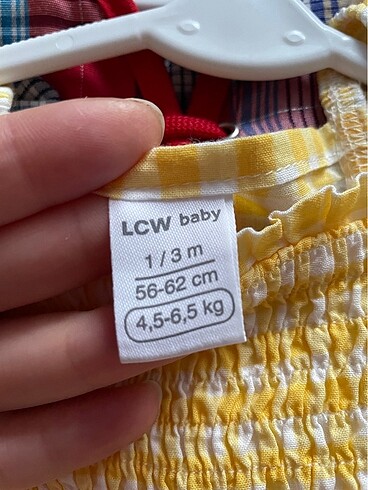 LCW baby
1 / 3 m
56-62 cm
4,5-6,5 kg